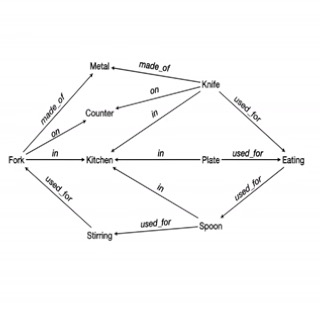 Metal
made_of
Knife
on
made_of
Counter
in
used_for
on
Fork
in
Kitchen
in
Plate
used_for
Eating
used_for
in
used_for
used_for
Spoon
Stirring